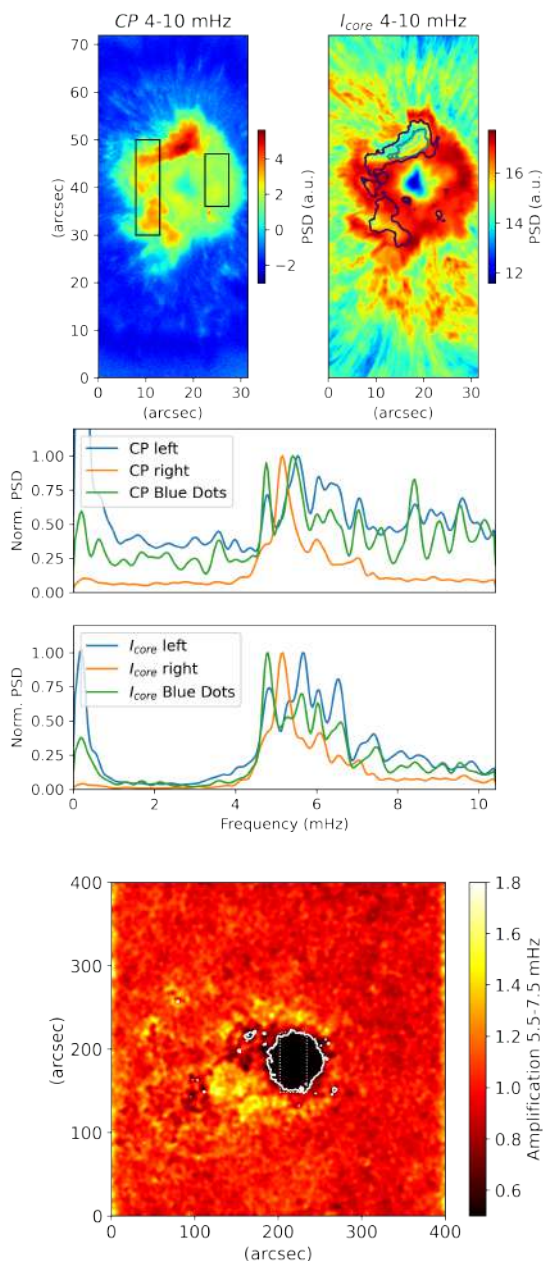 CP 4-10 mHz
I_core 4-10 mHz
70
60
50
40
30
20
10
0
(arcsec)
0 10 20 30
(arcsec)
4
2
0
−2
PSD (a.u.)
0 10 20 30
(arcsec)
16
14
12
PSD (a.u.)
1.00
0.75
0.50
0.25
0.00
Norm. PSD
CP left
CP right
CP Blue Dots
1.00
0.75
0.50
0.25
0.00
Norm. PSD
I_core left
I_core right
I_core Blue Dots
0 2 4 6 8 10
Frequency (mHz)
400
300
200
100
0
(arcsec)
0 100 200 300 400
(arcsec)
1.8
1.6
1.4
1.2
1.0
0.8
0.6
Amplification 5.5-7.5 mHz